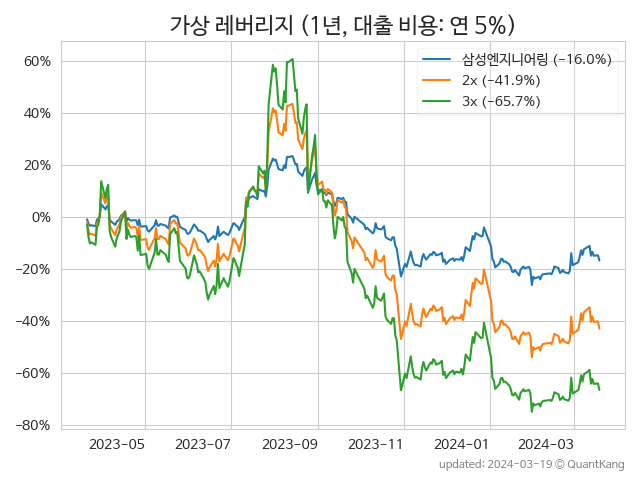 가상 레버리지 (1년, 대출 비용: 연 5%)
삼성엔지니어링 (-16.0%)
2x (-41.9%)
3x (-65.7%)
60%
40%
20%
0%
-20%
-40%
-60%
-80%
2023-05 2023-07 2023-09 2023-11 2024-01 2024-03
updated: 2024-03-19 © QuantKang